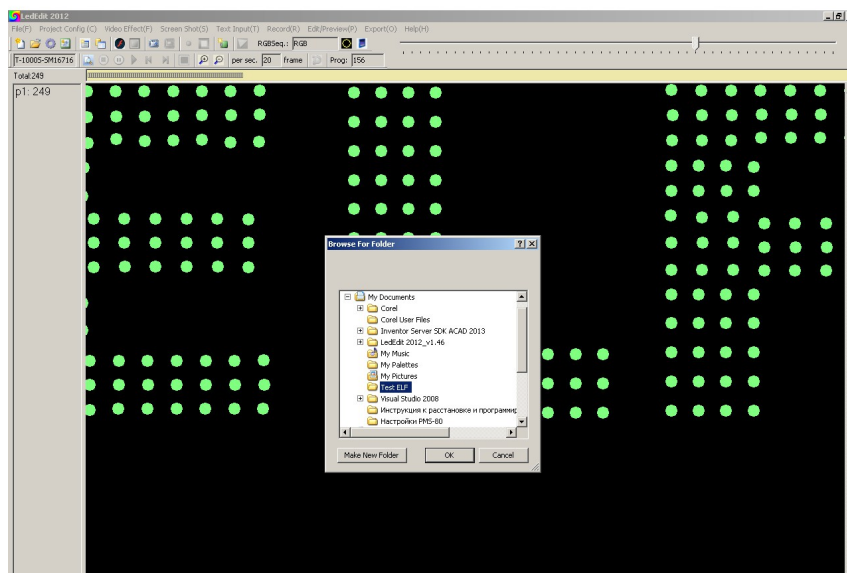 LedEdit 2012
File(F) Project Config (C) Video Effect(F) Screen Shot(S) Text Input(T) Record(R) Edit/Preview(P) Export(O) Help(H)
RGBSeq.: RGB
T-1000S-SM16716 per sec. 20 frame Prog: 156
Total:249
p1: 249
Browse For Folder
My Documents
Corel
Corel User Files
Inventor Server SDK ACAD 2013
LedEdit 2012_v1.46
My Music
My Palettes
My Pictures
Test ELF
Visual Studio 2008
Инструкция к расстановке и программир
Настройки PMS-80
Make New Folder OK Cancel